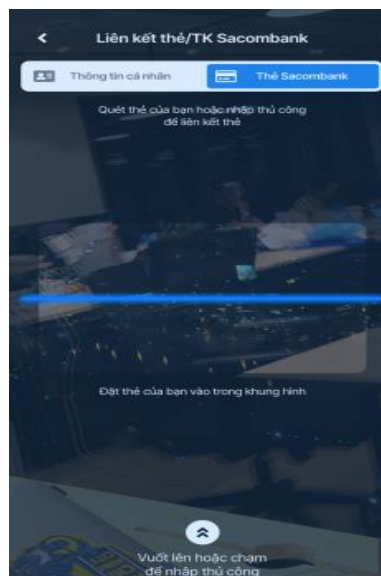 Liên kết thẻ/TK Sacombank
Thông tin cá nhân
Thẻ Sacombank
Quét thẻ của bạn hoặc nhập thủ công
để liên kết thẻ
Đặt thẻ của bạn vào trong khung hình
Vuốt lên hoặc chạm
để nhập thủ công